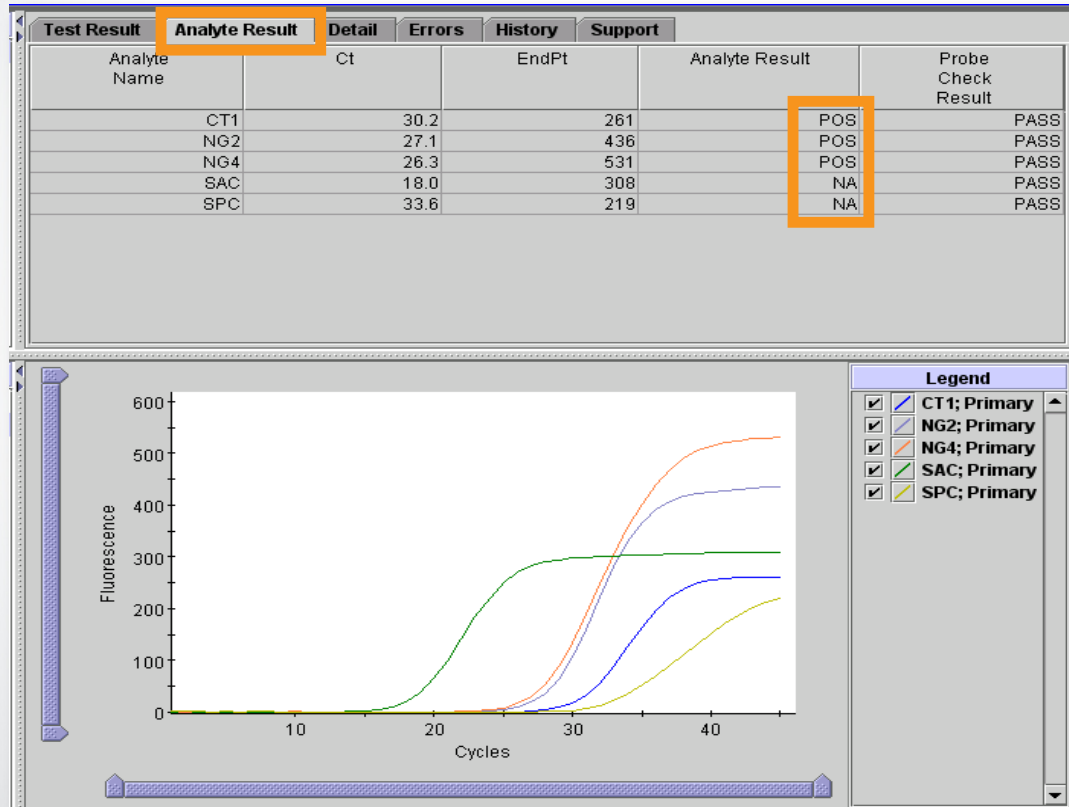 Test Result Analyte Result Detail Errors History Support
Analyte Name Ct EndPt Analyte Result Probe Check Result
CT1 30.2 261 POS PASS
NG2 27.1 436 POS PASS
NG4 26.3 531 POS PASS
SAC 18.0 308 NA PASS
SPC 33.6 219 NA PASS
600
500
400
300
200
100
0
Fluorescence
10 20 30 40
Cycles
Legend
CT1; Primary
NG2; Primary
NG4; Primary
SAC; Primary
SPC; Primary